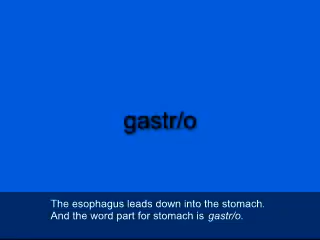 gastr/o
The esophagus leads down into the stomach.
And the word part for stomach is gastr/o.